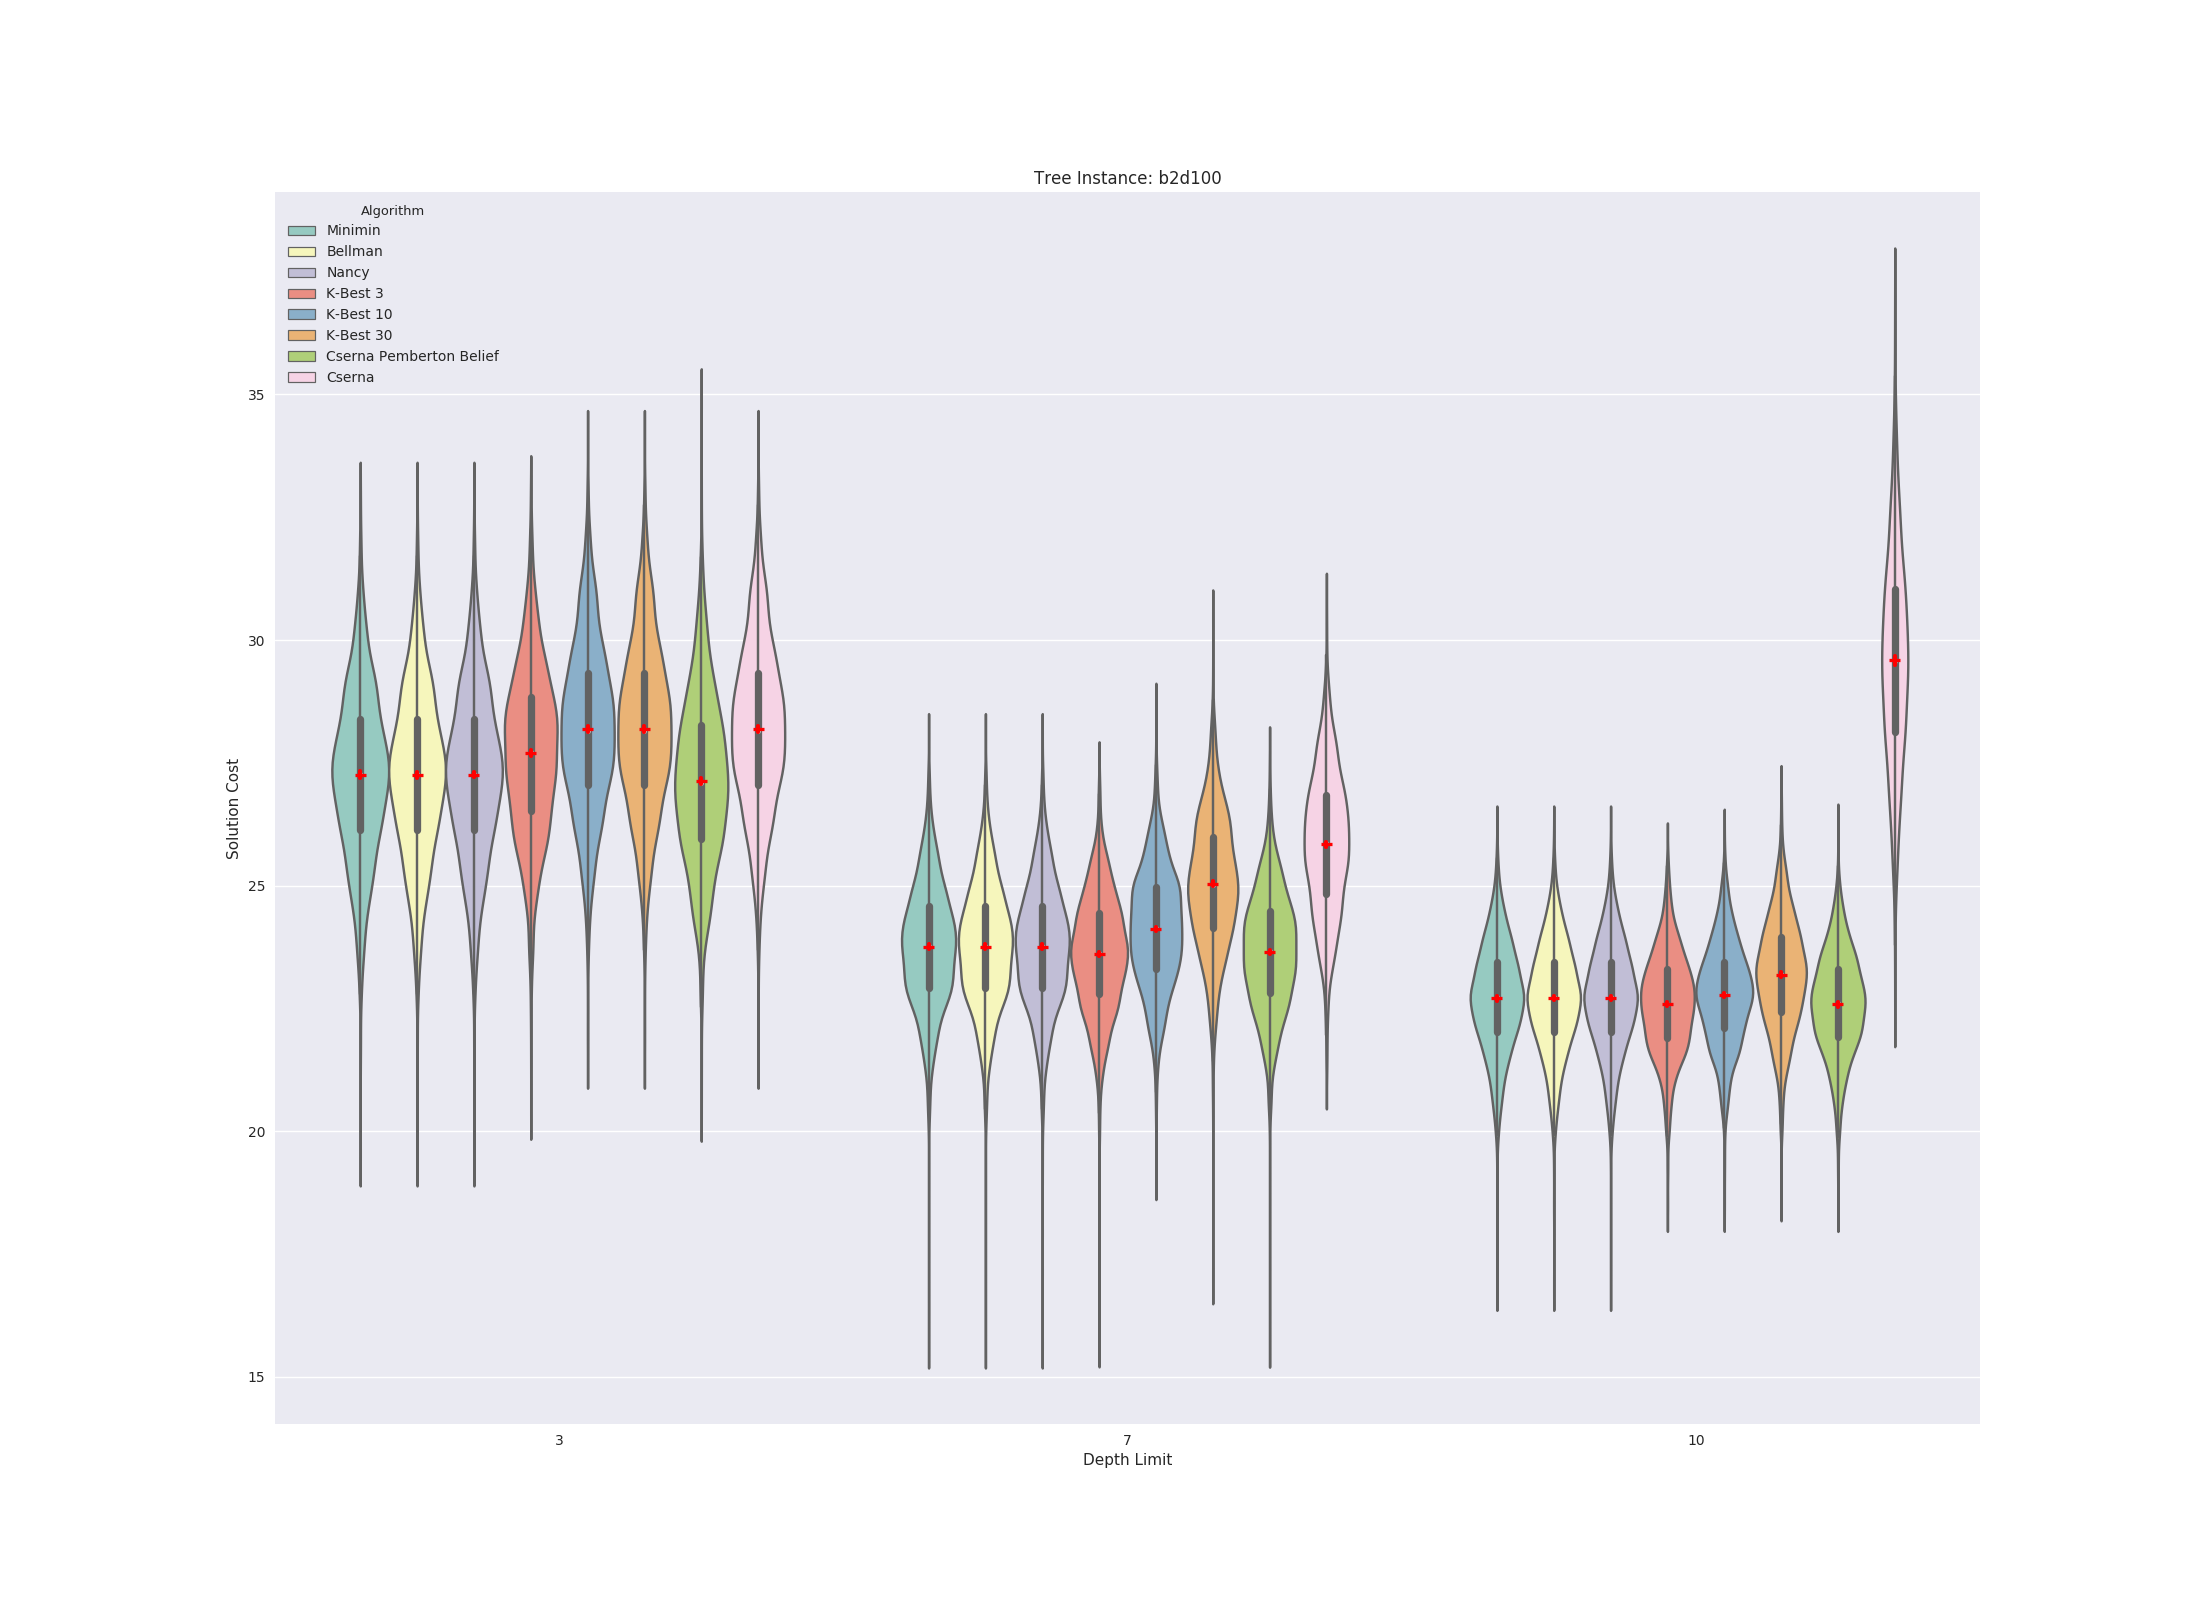 Tree Instance: b2d100
Algorithm
Minimin
Bellman
Nancy
K-Best 3
K-Best 10
K-Best 30
Cserna Pemberton Belief
Cserna
Solution Cost
35
30
25
20
15
3
7
10
Depth Limit